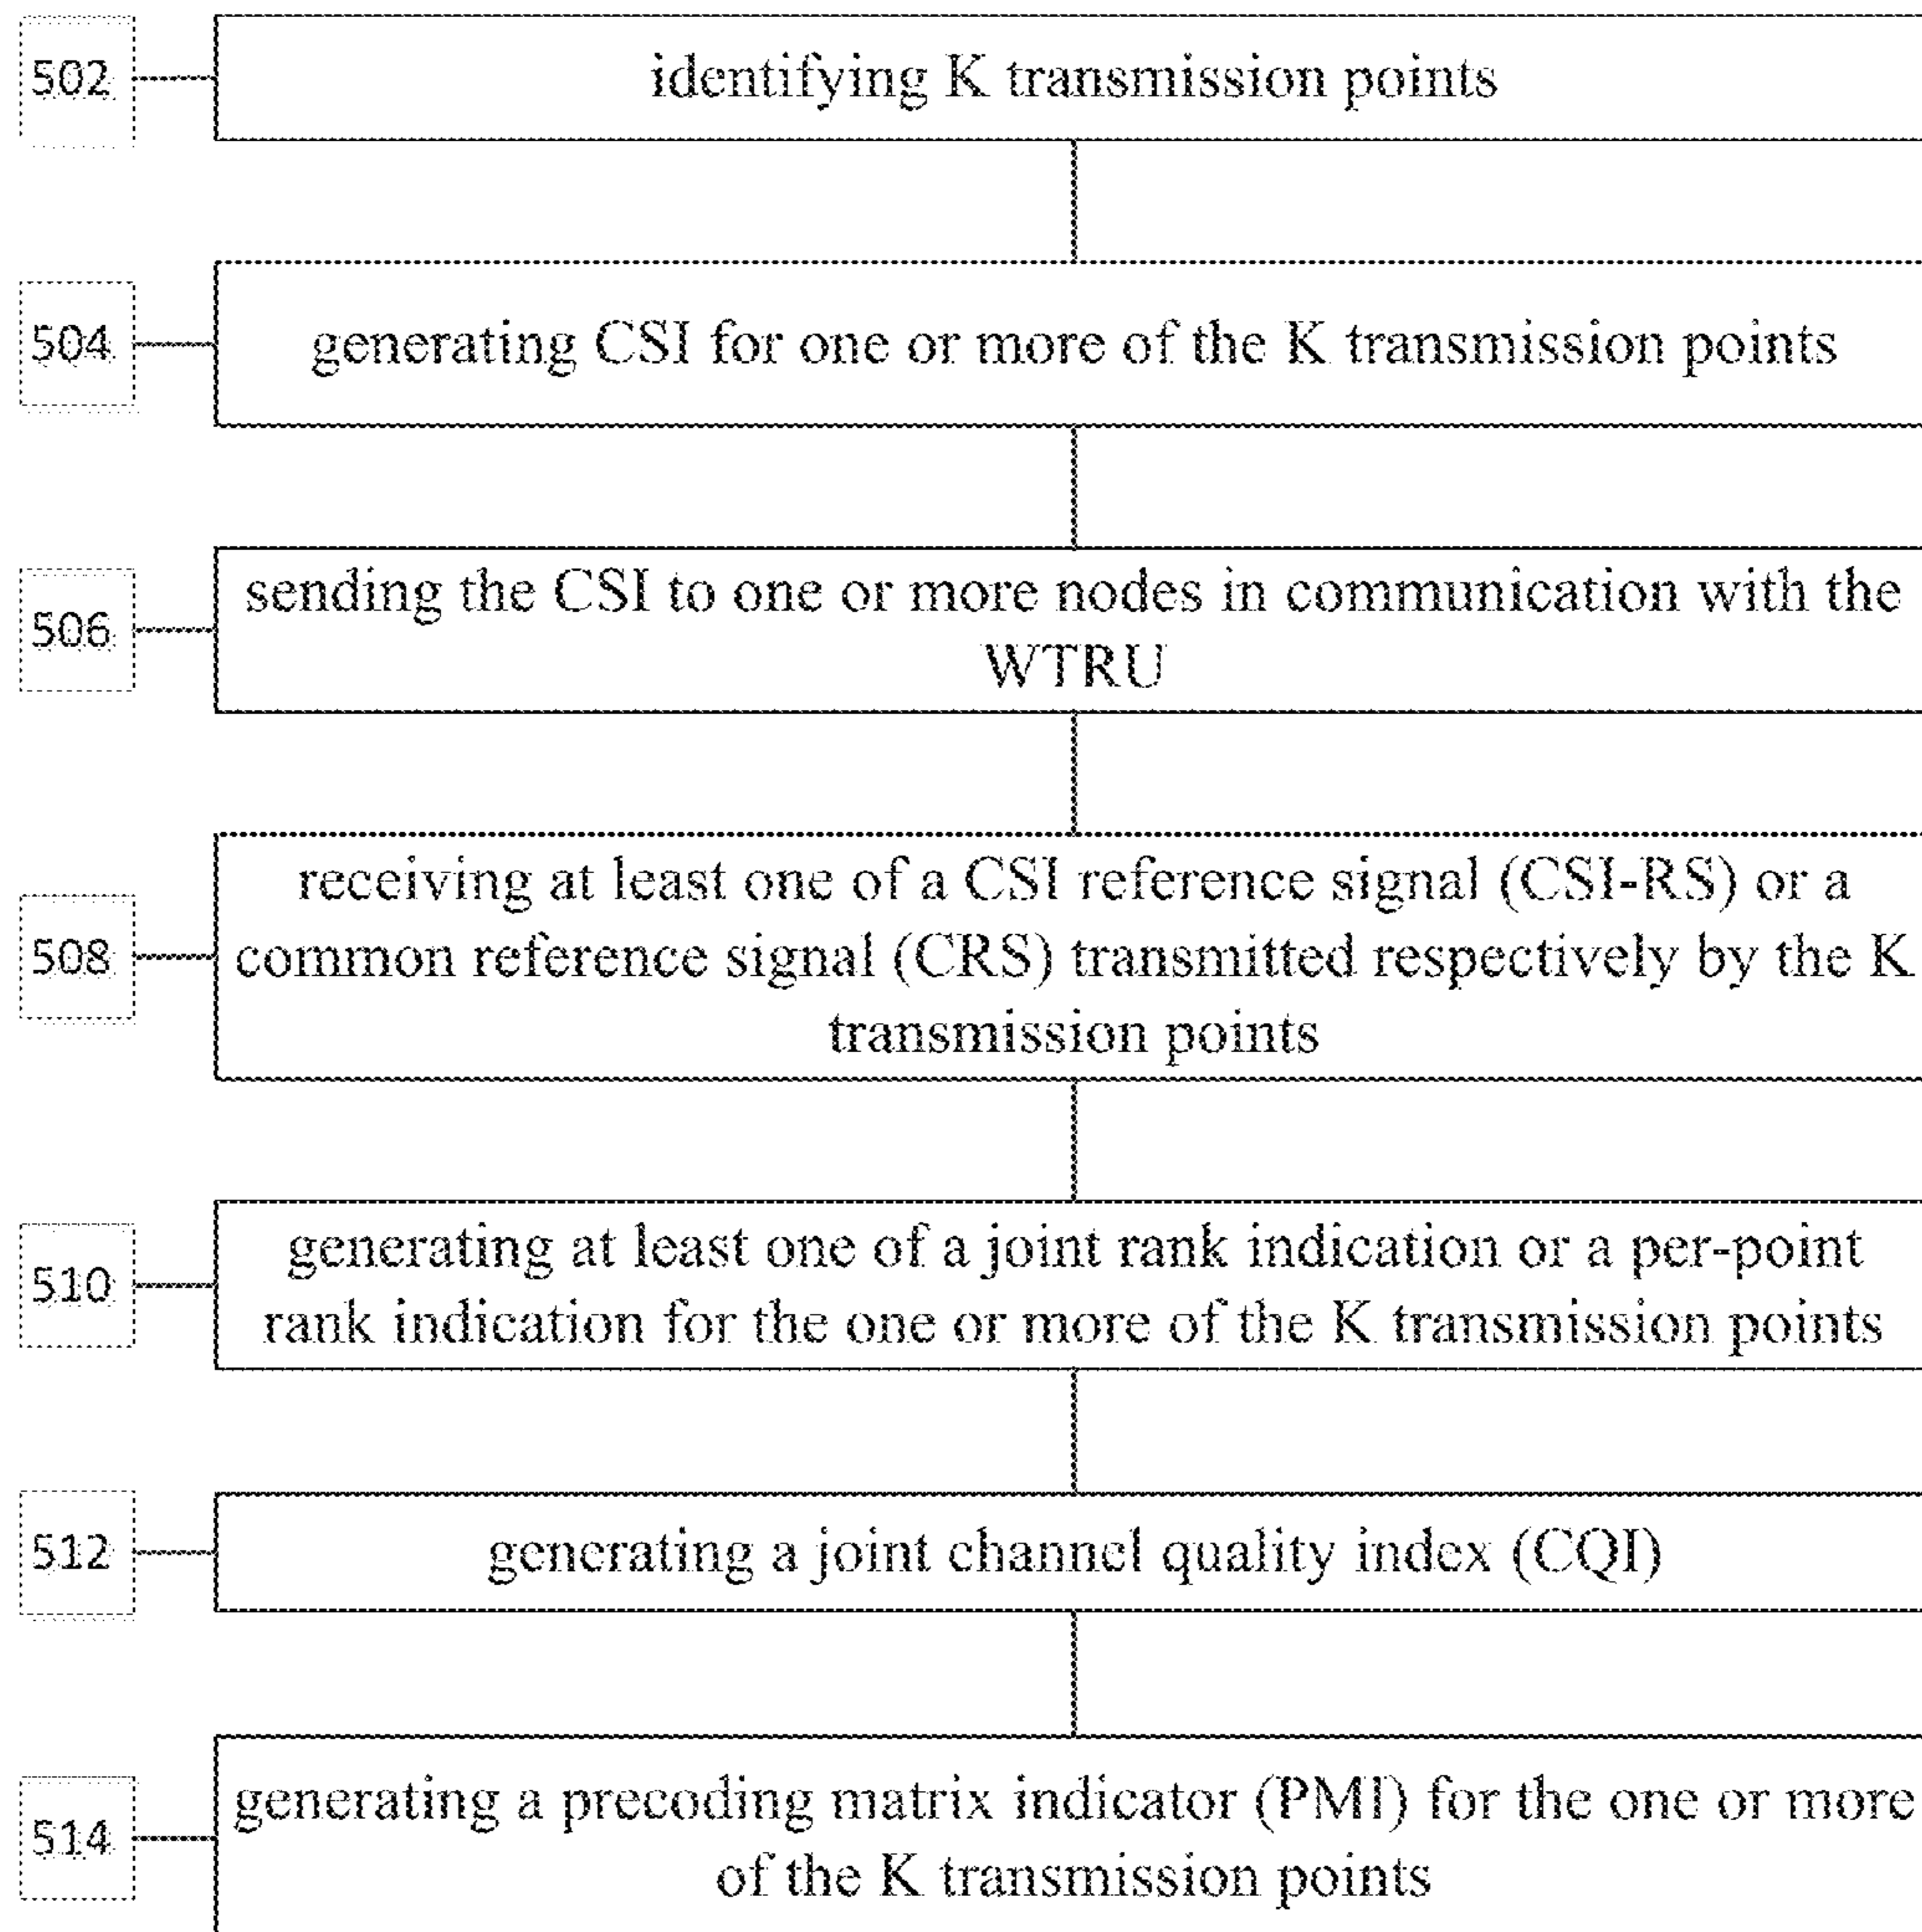 502
identifying K transmission points
504
generating CSI for one or more of the K transmission points
506
sending the CSI to one or more nodes in communication with the
WTRU
508
receiving at least one of a CSI reference signal (CSI-RS) or a
common reference signal (CRS) transmitted respectively by the K
transmission points
510
generating at least one of a joint rank indication or a per-point
rank indication for the one or more of the K transmission points
512
generating a joint channel quality index (CQI)
514
generating a precoding matrix indicator (PMI) for the one or more
of the K transmission points